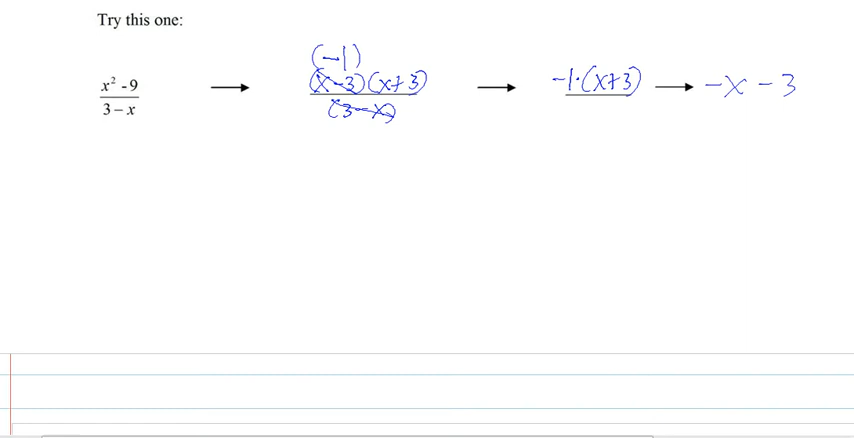 Try this one:
(-1)
x² - 9 / 3 - x → (x-3)(x+3) / (3-x) → -1·(x+3) → -x - 3